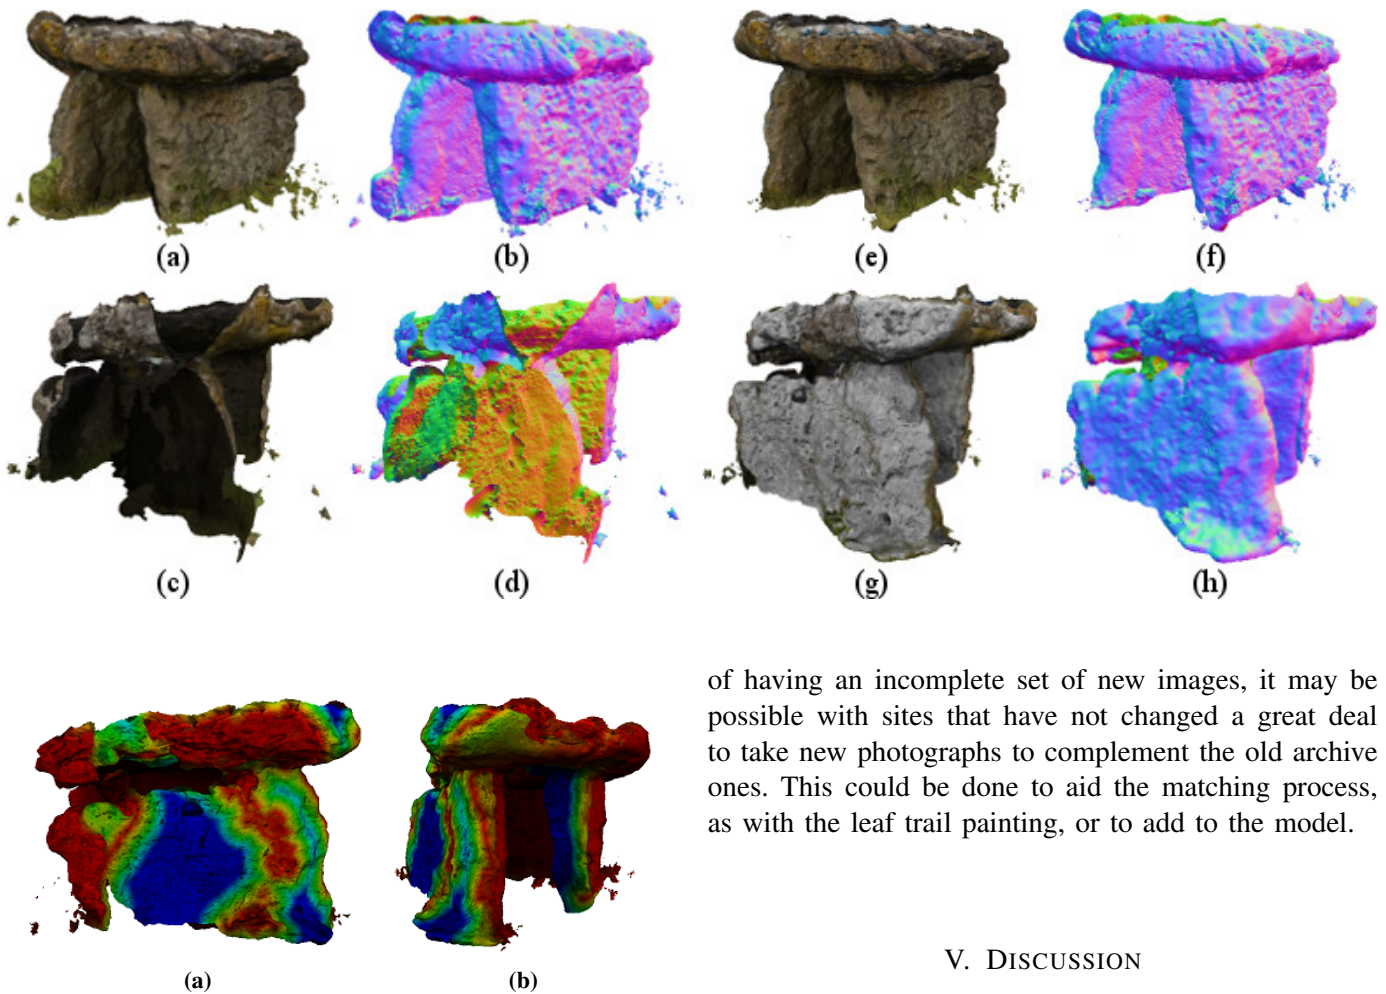 (a)
(b)
(e)
(f)
(c)
(d)
(g)
(h)
(a)
(b)
of having an incomplete set of new images, it may be
possible with sites that have not changed a great deal
to take new photographs to complement the old archive
ones. This could be done to aid the matching process,
as with the leaf trail painting, or to add to the model.
V. DISCUSSION